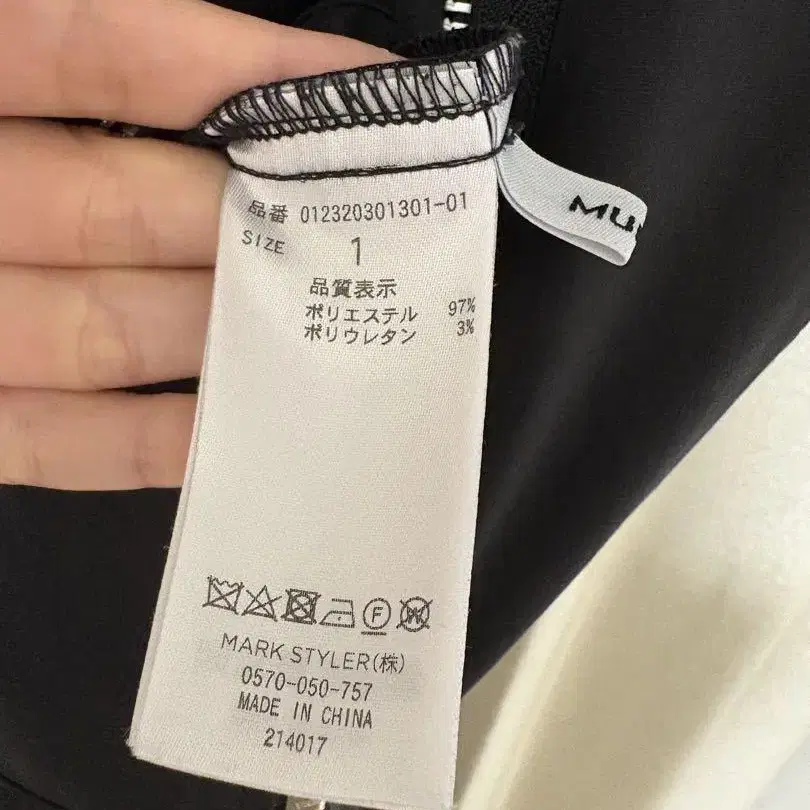 品番 012320301301-01
SIZE 1
品質表示
ポリエステル 97%
ポリウレタン 3%
F
W
MARK STYLER(株)
0570-050-757
MADE IN CHINA
214017